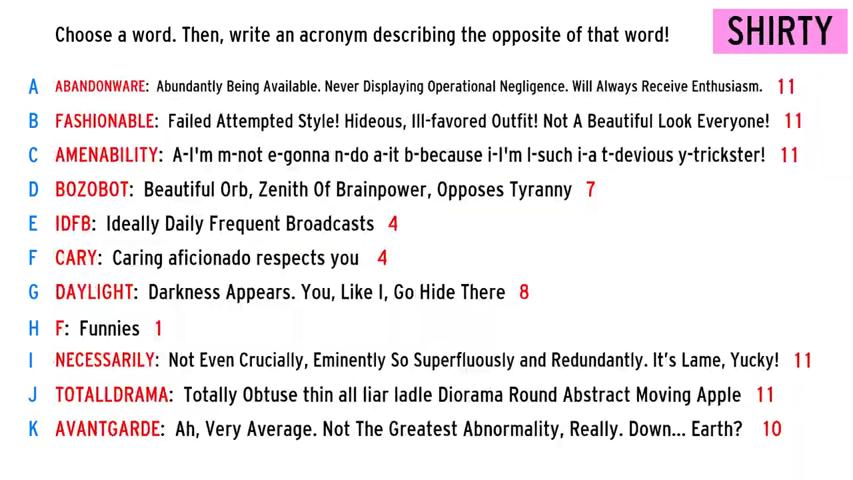 Choose a word. Then, write an acronym describing the opposite of that word!
SHIRTY
A ABANDONWARE: Abundantly Being Available. Never Displaying Operational Negligence. Will Always Receive Enthusiasm. 11
B FASHIONABLE: Failed Attempted Style! Hideous, Ill-favored Outfit! Not A Beautiful Look Everyone! 11
C AMENABILITY: A-I'm m-not e-gonna n-do a-it b-because i-I'm l-such i-a t-devious y-trickster! 11
D BOZOBOT: Beautiful Orb, Zenith Of Brainpower, Opposes Tyranny 7
E IDFB: Ideally Daily Frequent Broadcasts 4
F CARY: Caring aficionado respects you 4
G DAYLIGHT: Darkness Appears. You, Like I, Go Hide There 8
H F: Funnies 1
I NECESSARILY: Not Even Crucially, Eminently So Superfluously and Redundantly. It's Lame, Yucky! 11
J TOTALLDRAMA: Totally Obtuse thin all liar ladle Diorama Round Abstract Moving Apple 11
K AVANTGARDE: Ah, Very Average. Not The Greatest Abnormality, Really. Down... Earth? 10